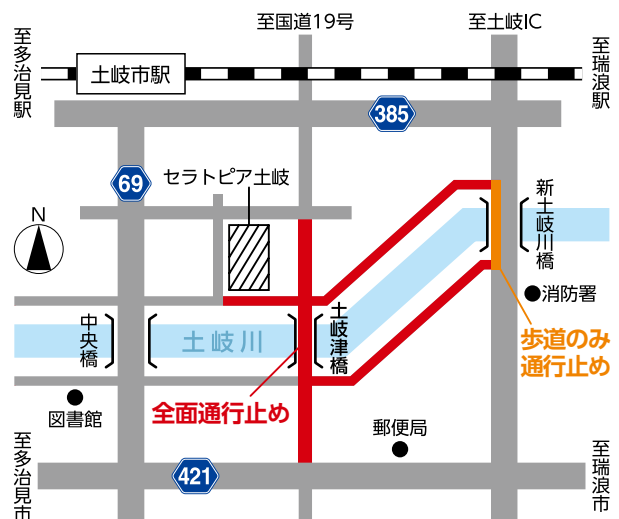 至国道19号
至土岐IC
至多治見駅
土岐市駅
至瑞浪駅
385
69
セラトピア土岐
N
新土岐川橋
消防署
中央橋
土岐川
土岐津橋
歩道のみ
通行止め
全面通行止め
図書館
郵便局
至多治見市
421
至瑞浪市